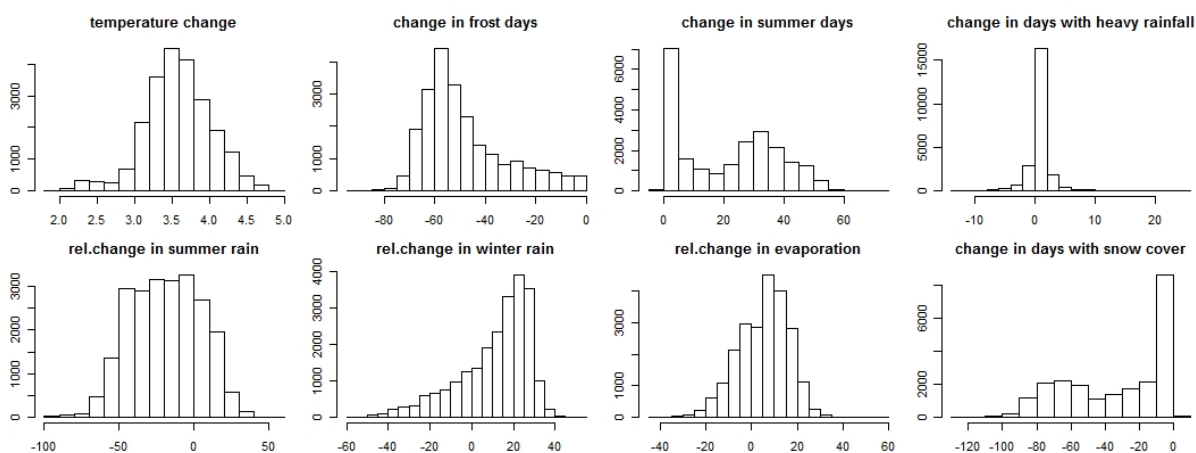 temperature change
change in frost days
change in summer days
change in days with heavy rainfall
1000 3000
1000 3000
0 2000 4000 6000
0 5000 10000 15000
0
0
2.0 2.5 3.0 3.5 4.0 4.5 5.0
-80 -60 -40 -20 0
0 20 40 60
-10 0 10 20
rel.change in summer rain
rel.change in winter rain
rel.change in evaporation
change in days with snow cover
0 1000 2000 3000
0 1000 2000 3000 4000
0 1000 3000
0 2000 6000
-100 -50 0 50
-60 -40 -20 0 20 40
-40 -20 0 20 40 60
-120 -100 -80 -60 -40 -20 0